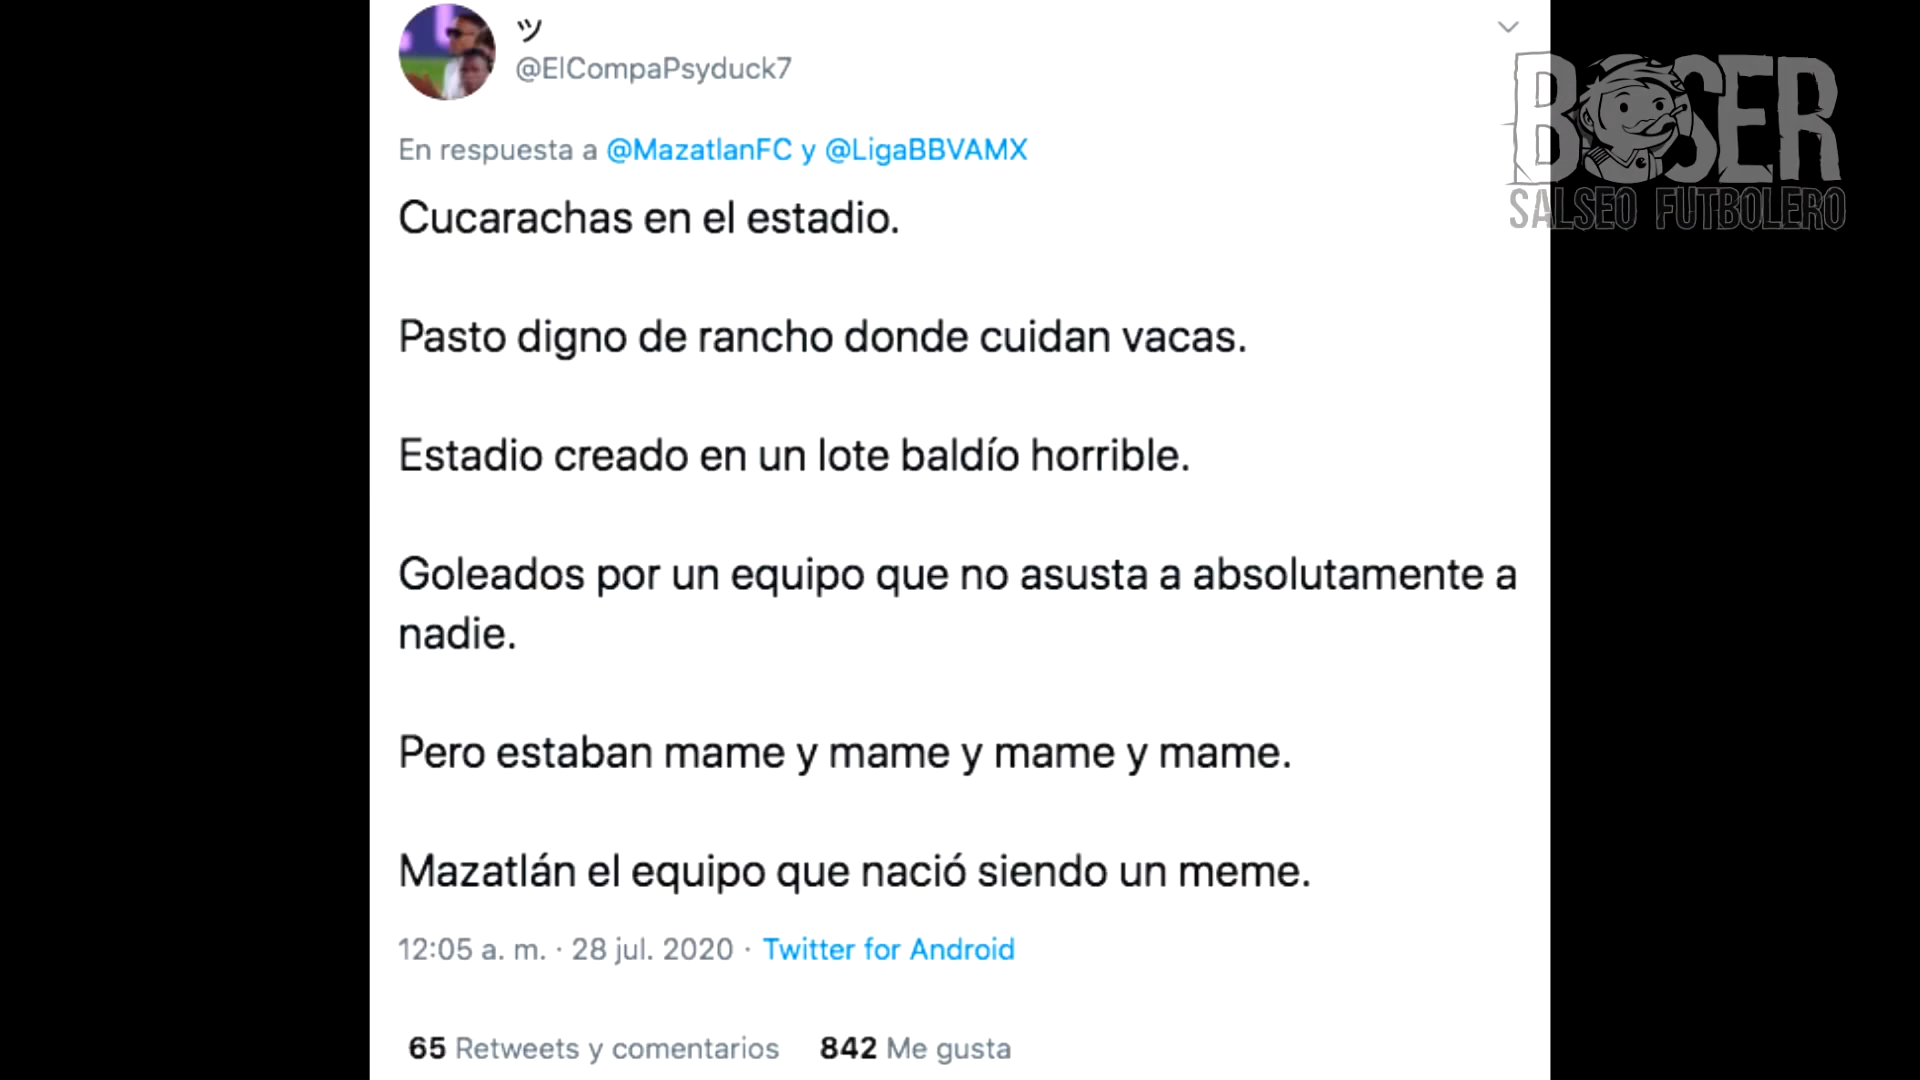 ツ
@ElCompaPsyduck7
En respuesta a @MazatlanFC y @LigaBBVAMX
Cucarachas en el estadio.
Pasto digno de rancho donde cuidan vacas.
Estadio creado en un lote baldío horrible.
Goleados por un equipo que no asusta a absolutamente a
nadie.
Pero estaban mame y mame y mame y mame.
Mazatlán el equipo que nació siendo un meme.
12:05 a. m. · 28 jul. 2020 · Twitter for Android
65 Retweets y comentarios 842 Me gusta
BOSER
SALSEO FUTBOLERO